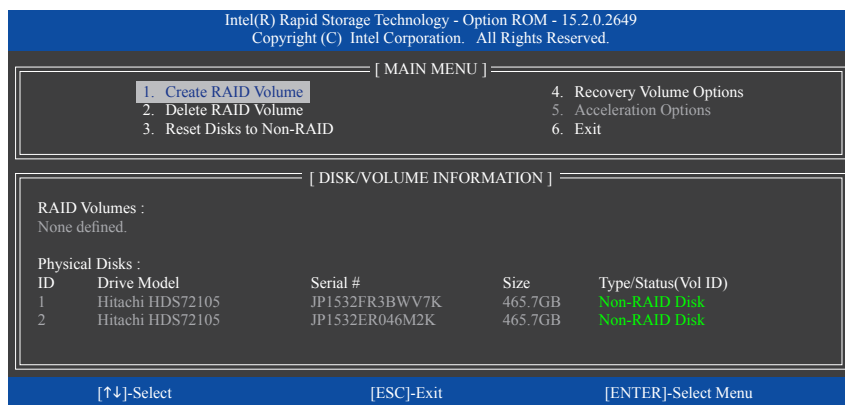 Intel(R) Rapid Storage Technology - Option ROM - 15.2.0.2649
Copyright (C) Intel Corporation. All Rights Reserved.
[ MAIN MENU ]
1. Create RAID Volume
2. Delete RAID Volume
3. Reset Disks to Non-RAID
4. Recovery Volume Options
5. Acceleration Options
6. Exit
[ DISK/VOLUME INFORMATION ]
RAID Volumes :
None defined.
Physical Disks :
ID Drive Model Serial # Size Type/Status(Vol ID)
1 Hitachi HDS72105 JP1532FR3BWV7K 465.7GB Non-RAID Disk
2 Hitachi HDS72105 JP1532ER046M2K 465.7GB Non-RAID Disk
[↑↓]-Select [ESC]-Exit [ENTER]-Select Menu